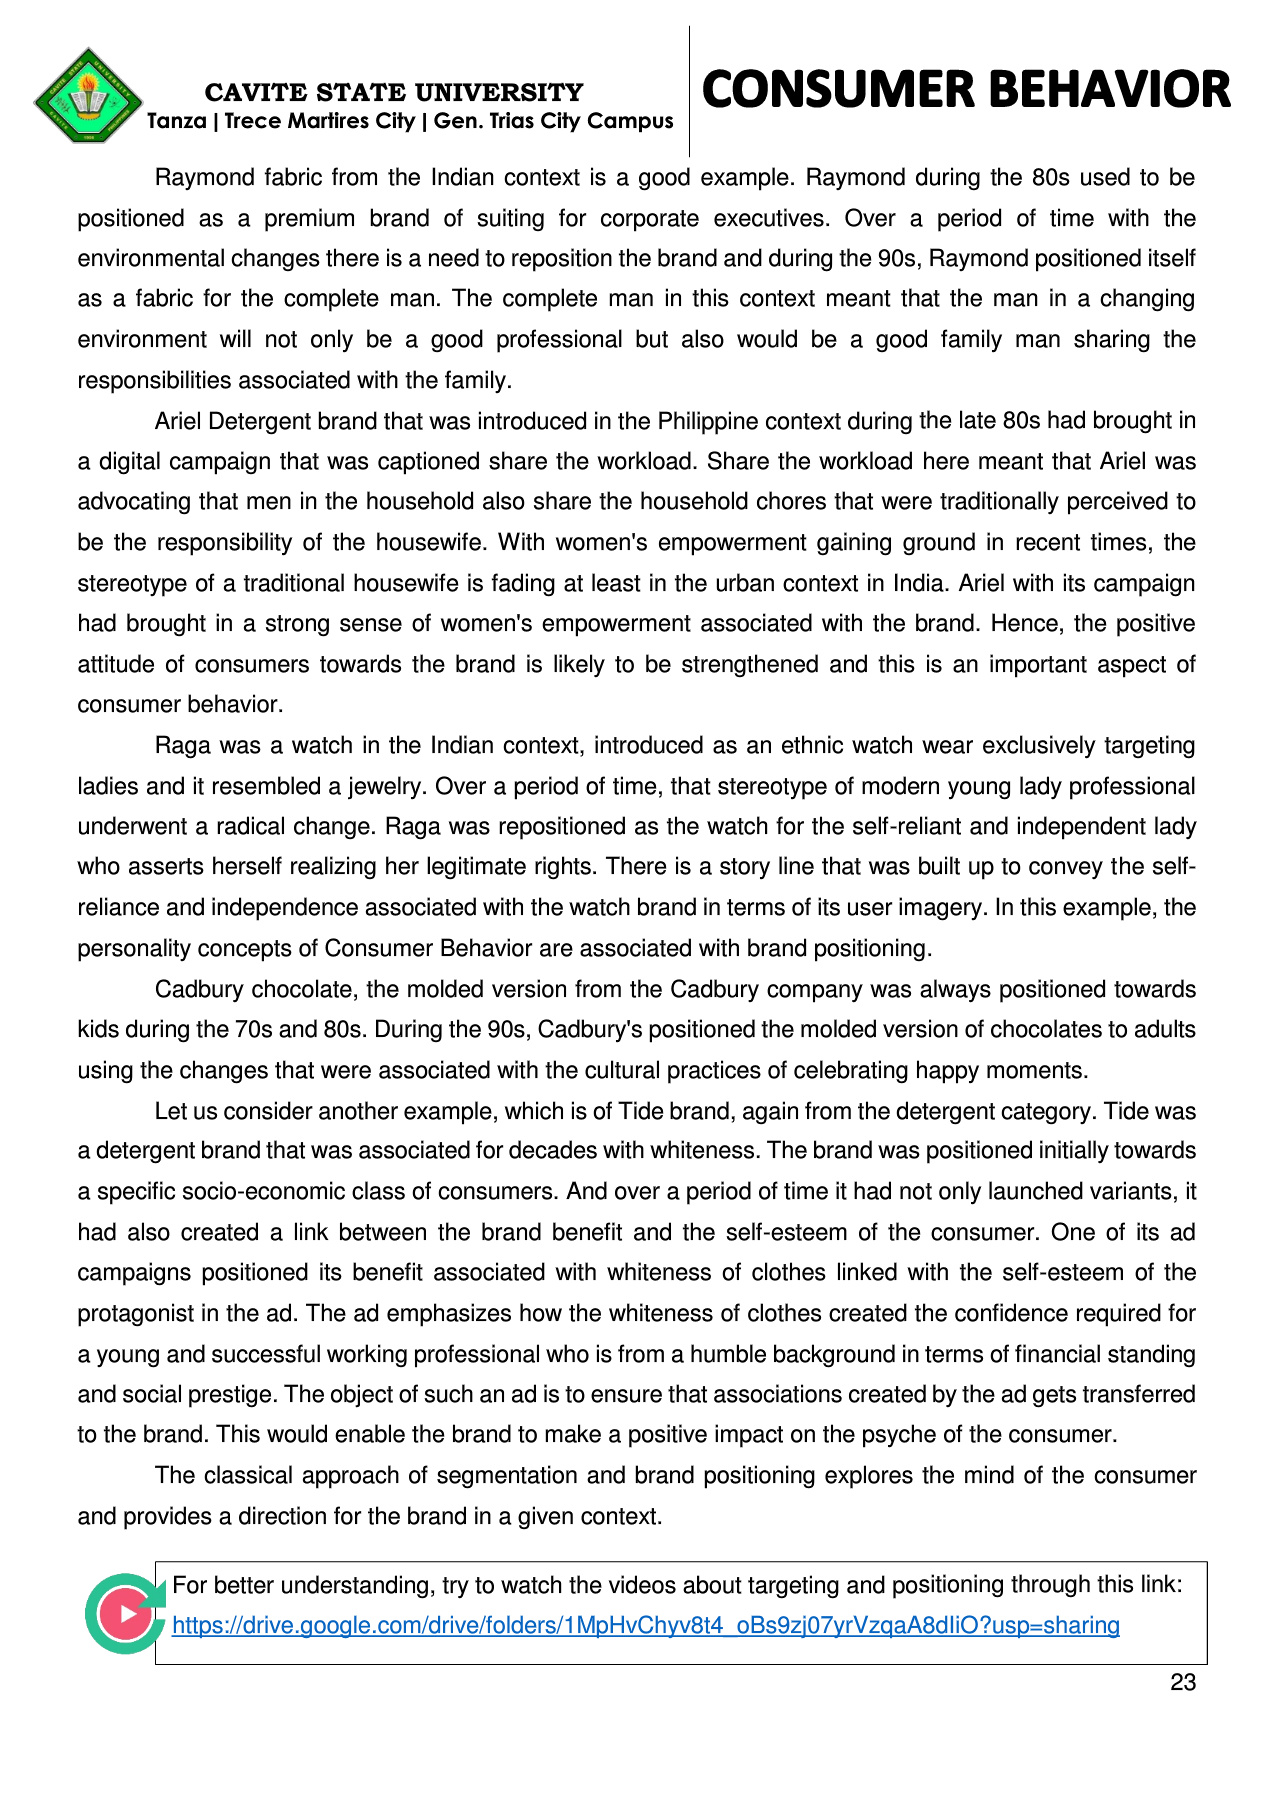 CAVITE STATE UNIVERSITY
Tanza | Trece Martires City | Gen. Trias City Campus
CONSUMER BEHAVIOR
Raymond fabric from the Indian context is a good example. Raymond during the 80s used to be
positioned as a premium brand of suiting for corporate executives. Over a period of time with the
environmental changes there is a need to reposition the brand and during the 90s, Raymond positioned itself
as a fabric for the complete man. The complete man in this context meant that the man in a changing
environment will not only be a good professional but also would be a good family man sharing the
responsibilities associated with the family.
Ariel Detergent brand that was introduced in the Philippine context during the late 80s had brought in
a digital campaign that was captioned share the workload. Share the workload here meant that Ariel was
advocating that men in the household also share the household chores that were traditionally perceived to
be the responsibility of the housewife. With women's empowerment gaining ground in recent times, the
stereotype of a traditional housewife is fading at least in the urban context in India. Ariel with its campaign
had brought in a strong sense of women's empowerment associated with the brand. Hence, the positive
attitude of consumers towards the brand is likely to be strengthened and this is an important aspect of
consumer behavior.
Raga was a watch in the Indian context, introduced as an ethnic watch wear exclusively targeting
ladies and it resembled a jewelry. Over a period of time, that stereotype of modern young lady professional
underwent a radical change. Raga was repositioned as the watch for the self-reliant and independent lady
who asserts herself realizing her legitimate rights. There is a story line that was built up to convey the self-
reliance and independence associated with the watch brand in terms of its user imagery. In this example, the
personality concepts of Consumer Behavior are associated with brand positioning.
Cadbury chocolate, the molded version from the Cadbury company was always positioned towards
kids during the 70s and 80s. During the 90s, Cadbury's positioned the molded version of chocolates to adults
using the changes that were associated with the cultural practices of celebrating happy moments.
Let us consider another example, which is of Tide brand, again from the detergent category. Tide was
a detergent brand that was associated for decades with whiteness. The brand was positioned initially towards
a specific socio-economic class of consumers. And over a period of time it had not only launched variants, it
had also created a link between the brand benefit and the self-esteem of the consumer. One of its ad
campaigns positioned its benefit associated with whiteness of clothes linked with the self-esteem of the
protagonist in the ad. The ad emphasizes how the whiteness of clothes created the confidence required for
a young and successful working professional who is from a humble background in terms of financial standing
and social prestige. The object of such an ad is to ensure that associations created by the ad gets transferred
to the brand. This would enable the brand to make a positive impact on the psyche of the consumer.
The classical approach of segmentation and brand positioning explores the mind of the consumer
and provides a direction for the brand in a given context.
For better understanding, try to watch the videos about targeting and positioning through this link:
https://drive.google.com/drive/folders/1MpHvChyv8t4_oBs9zj07yrVzqaA8dIiO?usp=sharing
23